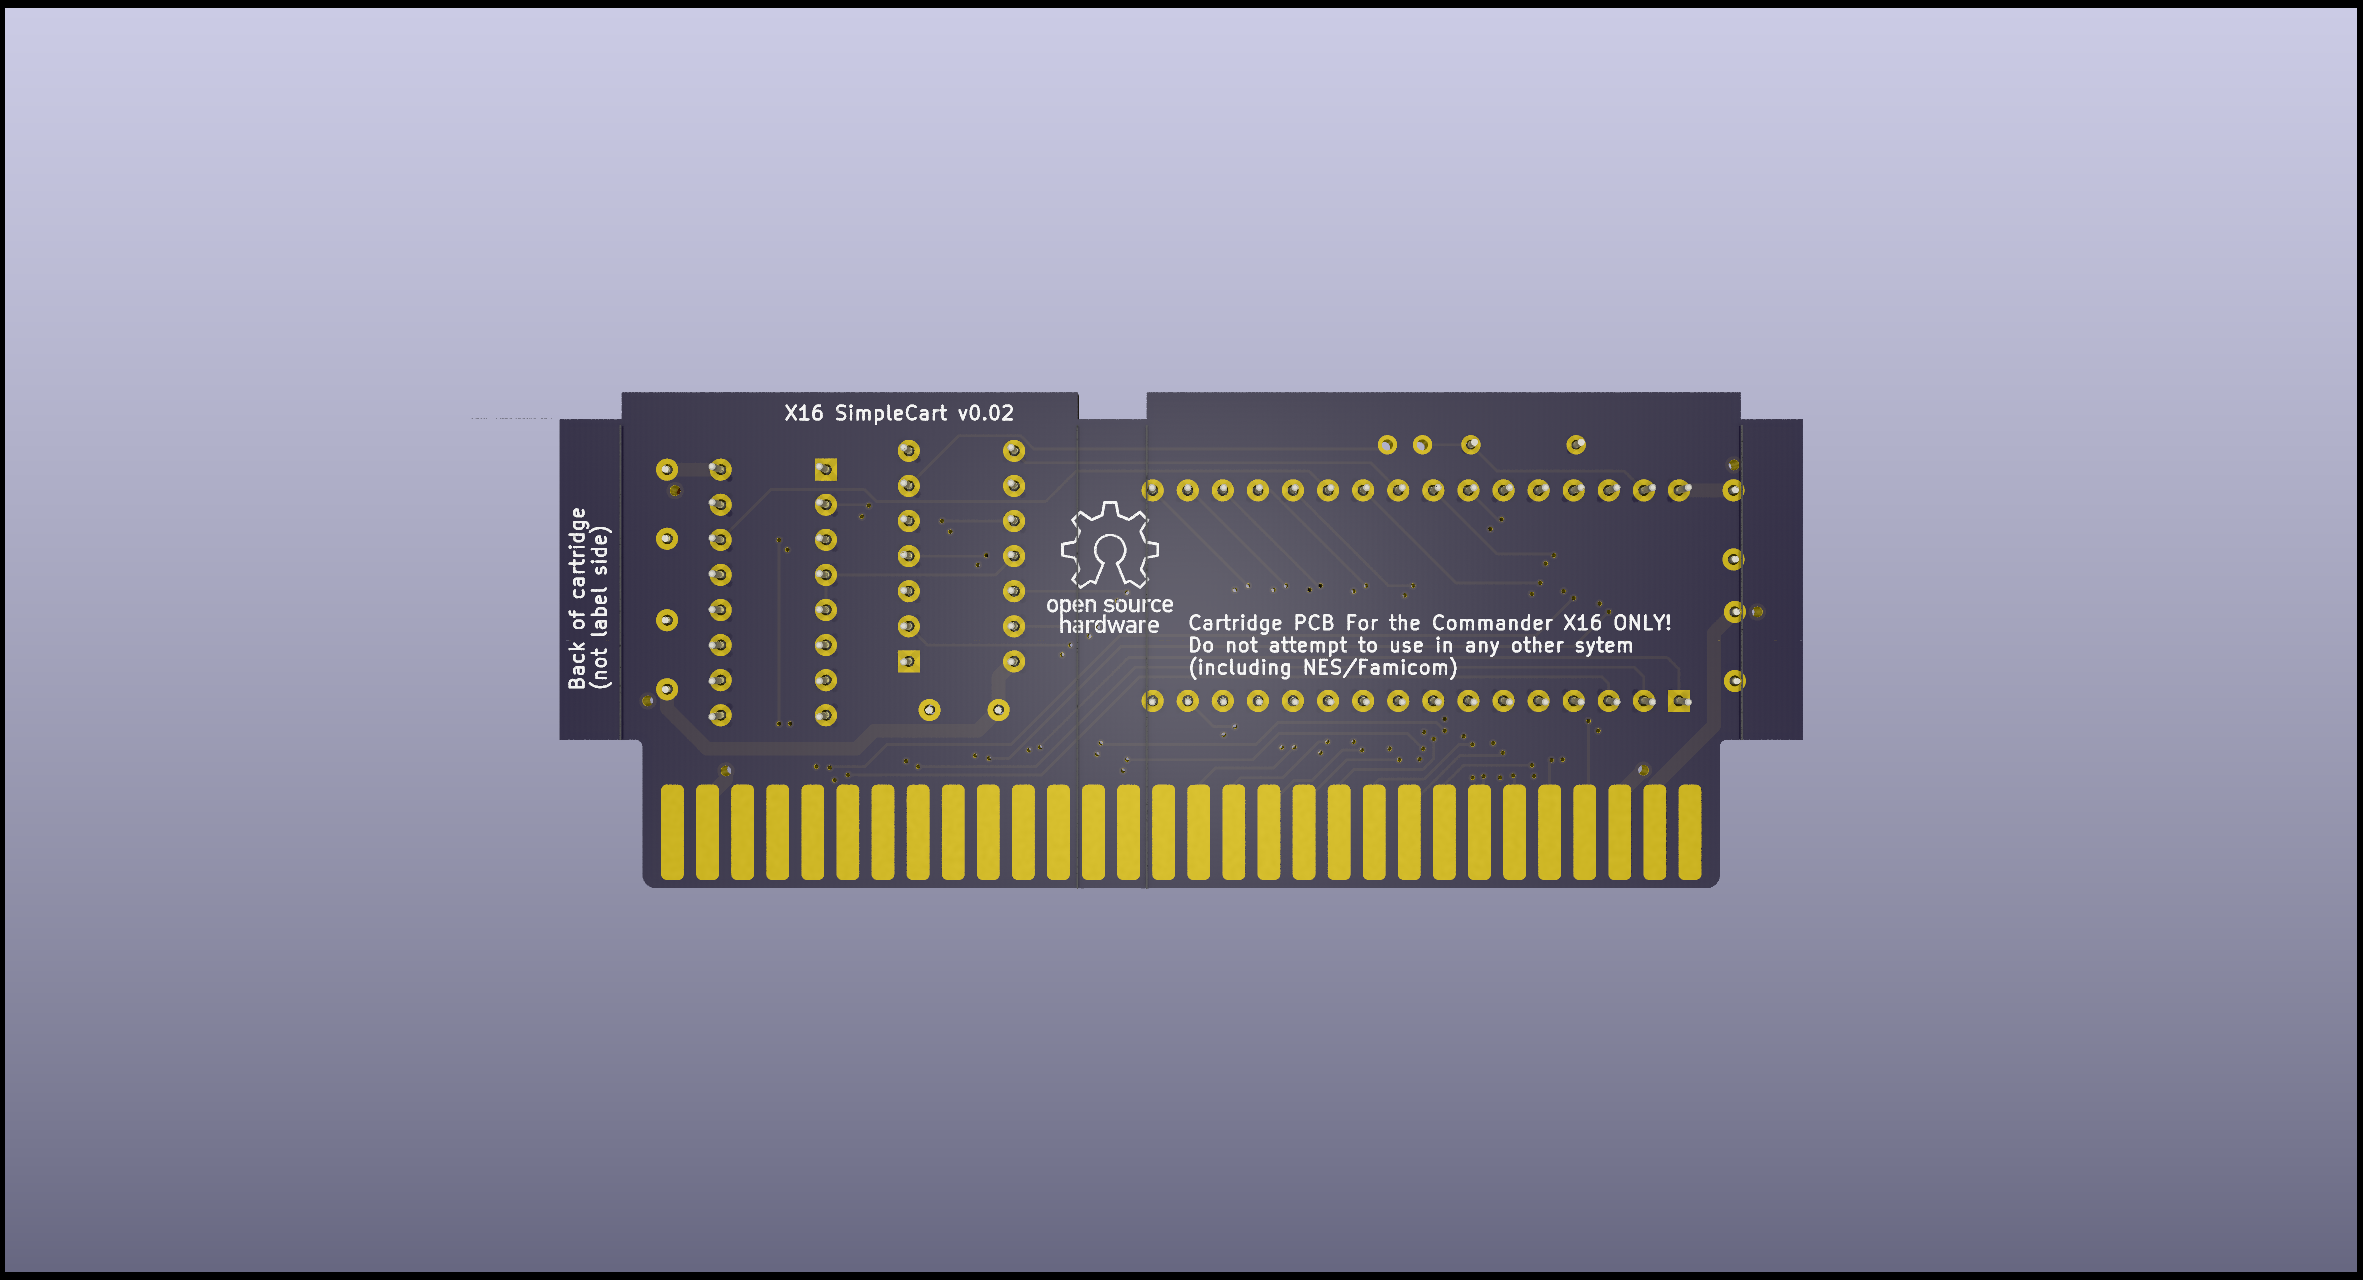 X16 SimpleCart v0.02
Back of cartridge
(not label side)
open source
hardware
Cartridge PCB For the Commander X16 ONLY!
Do not attempt to use in any other sytem
(including NES/Famicom)